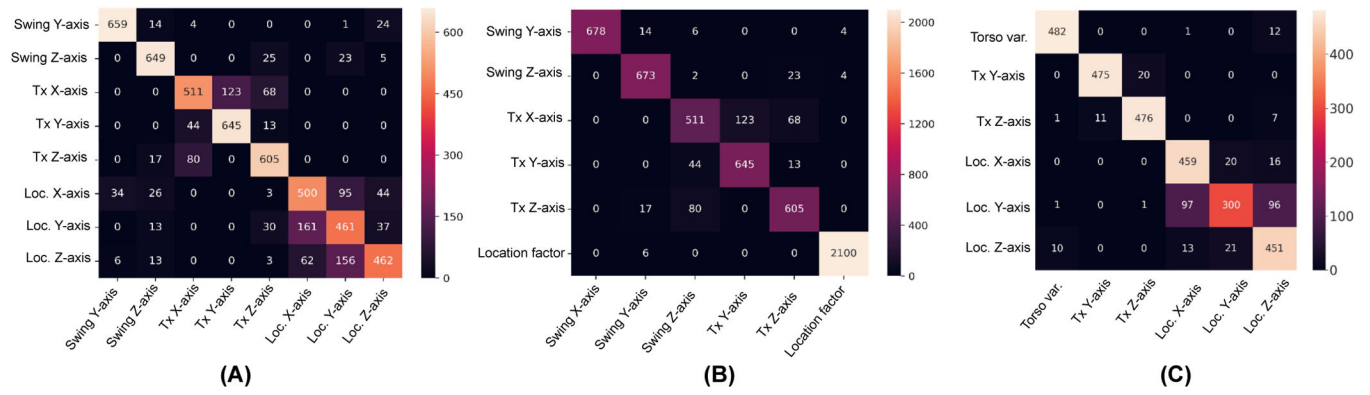 Swing Y-axis 659 14 4 0 0 0 1 24
Swing Z-axis 0 649 0 0 25 0 23 5
Tx X-axis 0 0 511 123 68 0 0 0
Tx Y-axis 0 0 44 645 13 0 0 0
Tx Z-axis 0 17 80 0 605 0 0 0
Loc. X-axis 34 26 0 0 3 500 95 44
Loc. Y-axis 0 13 0 0 30 161 461 37
Loc. Z-axis 6 13 0 0 3 62 156 462
Swing Y-axis
Swing Z-axis
Tx X-axis
Tx Y-axis
Tx Z-axis
Loc. X-axis
Loc. Y-axis
Loc. Z-axis
600
450
300
150
0
(A)
Swing Y-axis 678 14 6 0 0 4
Swing Z-axis 0 673 2 0 23 4
Tx X-axis 0 0 511 123 68 0
Tx Y-axis 0 0 44 645 13 0
Tx Z-axis 0 17 80 0 605 0
Location factor 0 6 0 0 0 2100
Swing X-axis
Swing Y-axis
Swing Z-axis
Tx Y-axis
Tx Z-axis
Location factor
2000
1600
1200
800
400
0
(B)
Torso var. 482 0 0 1 0 12
Tx Y-axis 0 475 20 0 0 0
Tx Z-axis 1 11 476 0 0 7
Loc. X-axis 0 0 0 459 20 16
Loc. Y-axis 1 0 1 97 300 96
Loc. Z-axis 10 0 0 13 21 451
Torso var.
Tx Y-axis
Tx Z-axis
Loc. X-axis
Loc. Y-axis
Loc. Z-axis
400
300
200
100
0
(C)